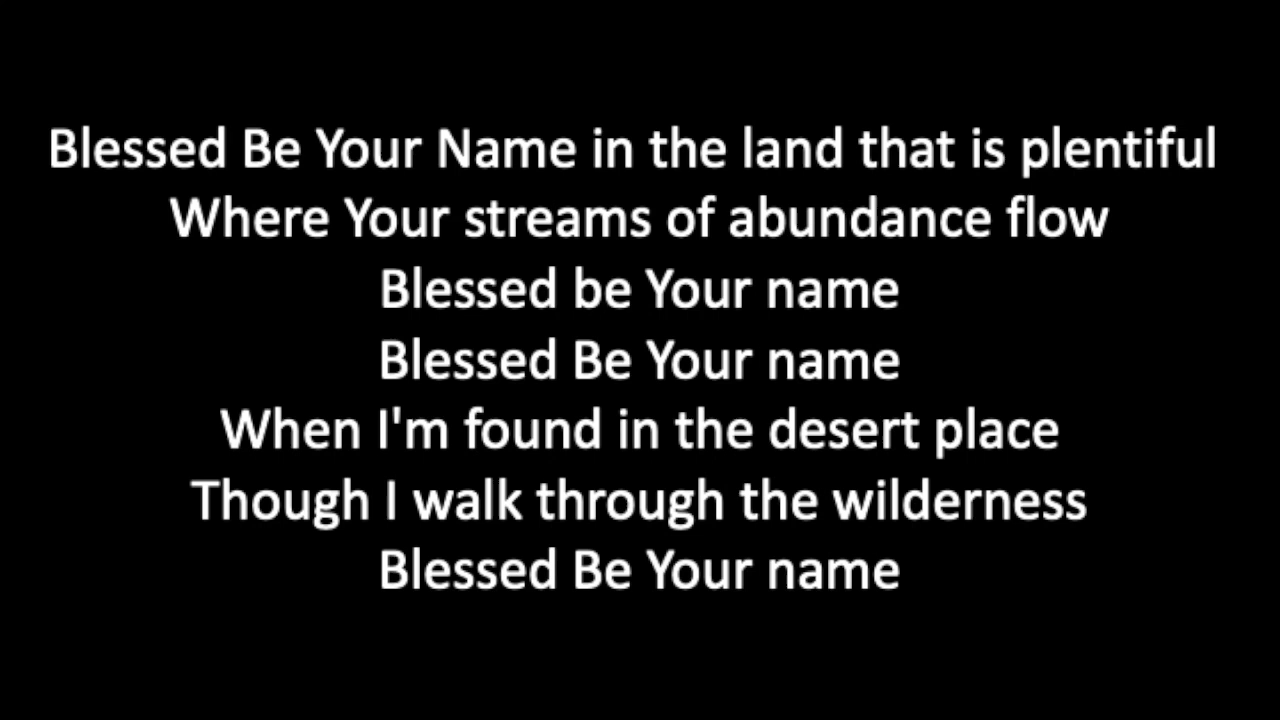 Blessed Be Your Name in the land that is plentiful
Where Your streams of abundance flow
Blessed be Your name
Blessed Be Your name
When I'm found in the desert place
Though I walk through the wilderness
Blessed Be Your name